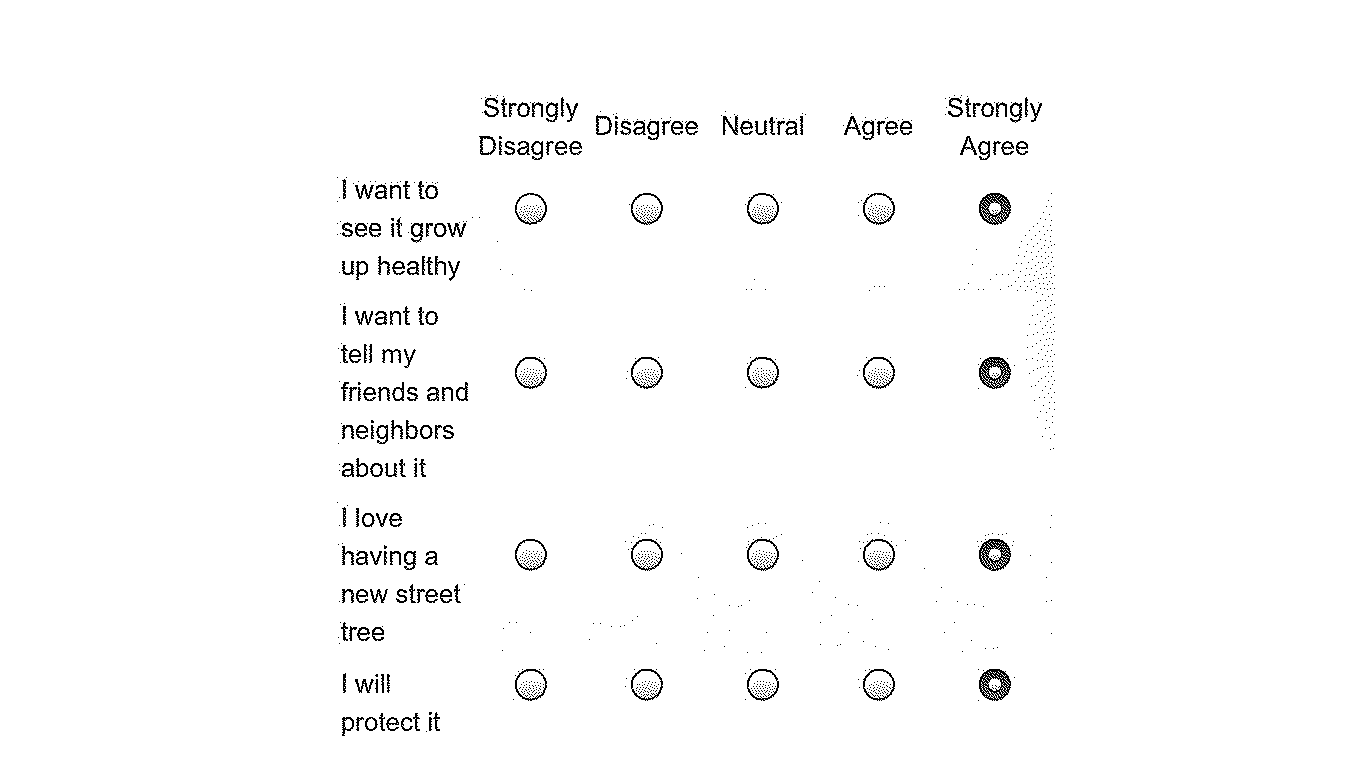 Strongly Disagree
Disagree
Neutral
Agree
Strongly Agree
I want to
see it grow
up healthy
I want to
tell my
friends and
neighbors
about it
I love
having a
new street
tree
I will
protect it